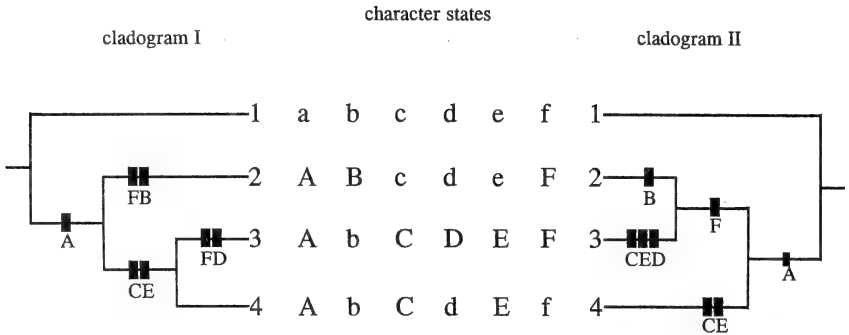 character states
cladogram I
cladogram II
1 a b c d e f 1
2 A B c d e F 2
FB
B
A
F
3 A b C D E F 3
FD
CED
CE
A
4 A b C d E f 4
CE